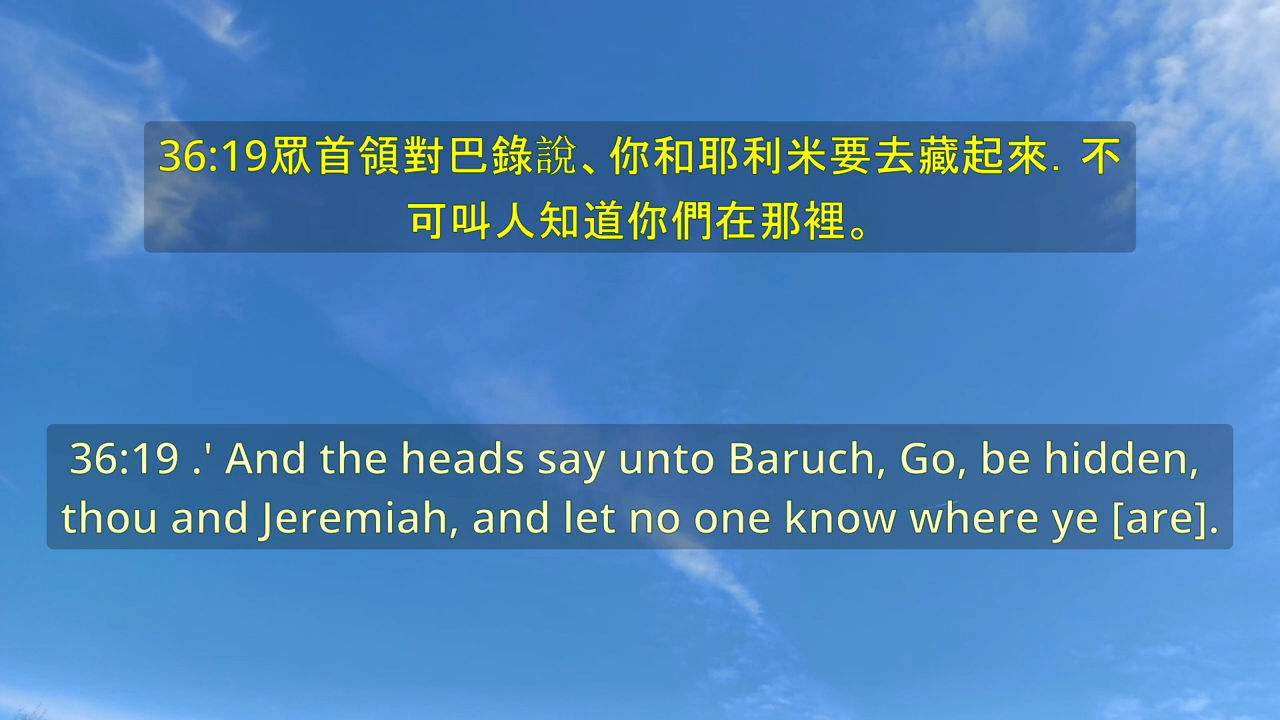 36:19眾首領對巴錄說、你和耶利米要去藏起來．不
可叫人知道你們在那裡。
36:19 .' And the heads say unto Baruch, Go, be hidden,
thou and Jeremiah, and let no one know where ye [are].